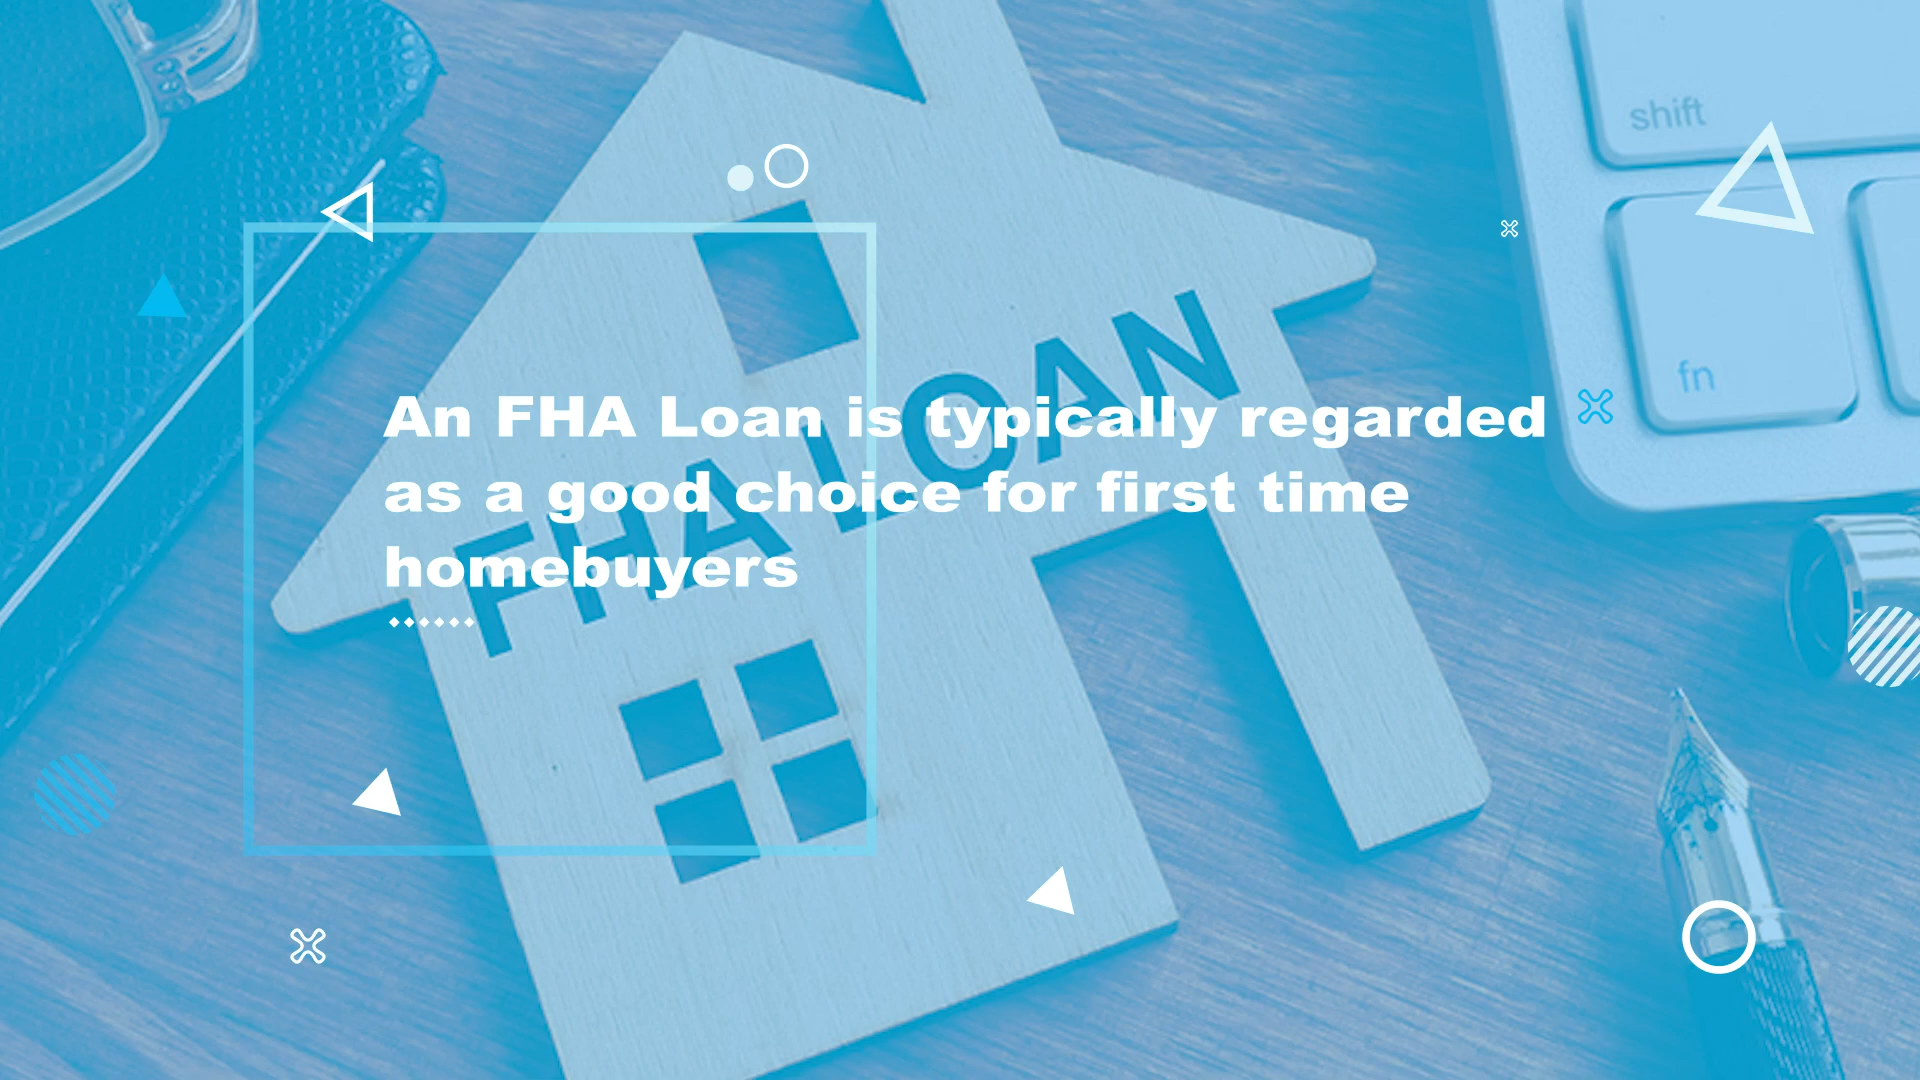 shift
fn
FHA LOAN
An FHA Loan is typically regarded
as a good choice for first time
homebuyers